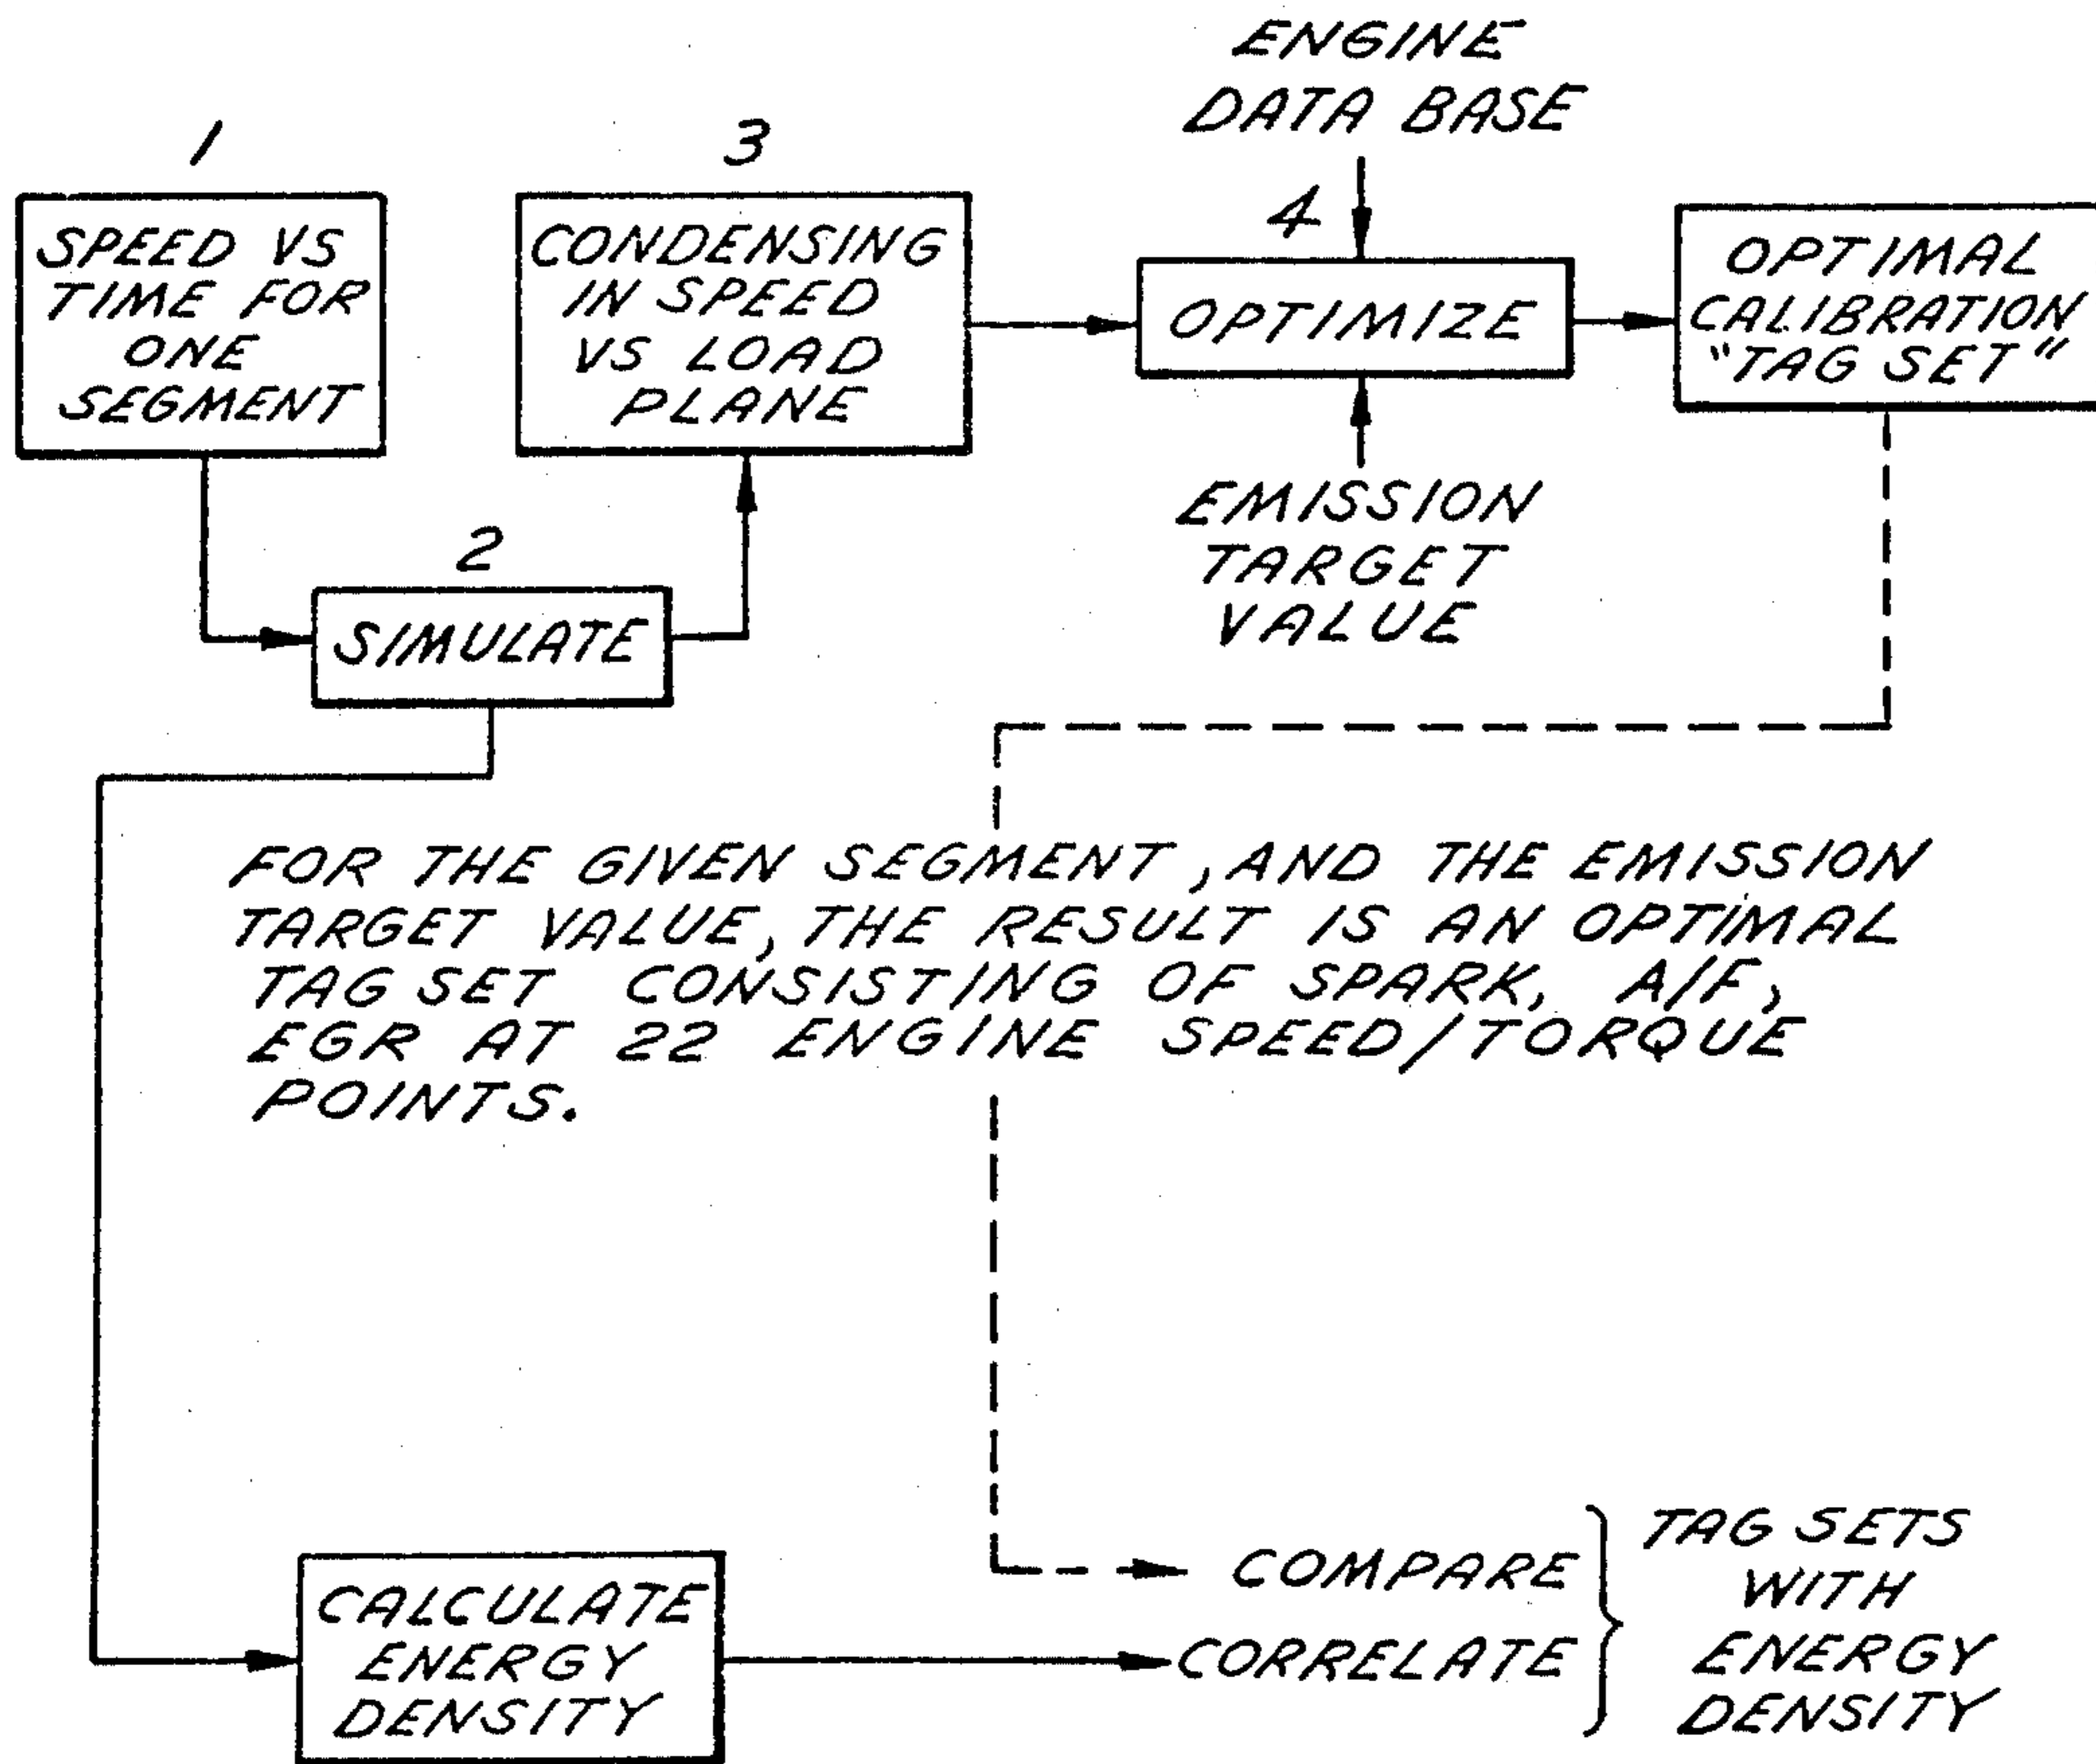 1
SPEED VS
TIME FOR
ONE
SEGMENT
2
SIMULATE
3
CONDENSING
IN SPEED
VS LOAD
PLANE
ENGINE
DATA BASE
4
OPTIMIZE
EMISSION
TARGET
VALUE
OPTIMAL
CALIBRATION
"TAG SET"
FOR THE GIVEN SEGMENT, AND THE EMISSION
TARGET VALUE, THE RESULT IS AN OPTIMAL
TAG SET CONSISTING OF SPARK, A/F,
EGR AT 22 ENGINE SPEED/TORQUE
POINTS.
CALCULATE
ENERGY
DENSITY
COMPARE
CORRELATE
TAG SETS
WITH
ENERGY
DENSITY